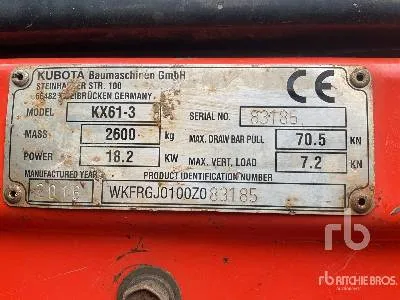 KUBOTA Baumaschinen GmbH
STEINHAUSER STR. 100
66482 ZWEIBRÜCKEN GERMANY
CE
MODEL KX61-3 SERIAL NO. 83185
MASS 2600 kg MAX. DRAW BAR PULL 70.5 KN
POWER 18.2 KW MAX. VERT. LOAD 7.2 KN
MANUFACTURED YEAR PRODUCT IDENTIFICATION NUMBER
2016 WKFRGJ0100Z083185
rb
RITCHIE BROS.